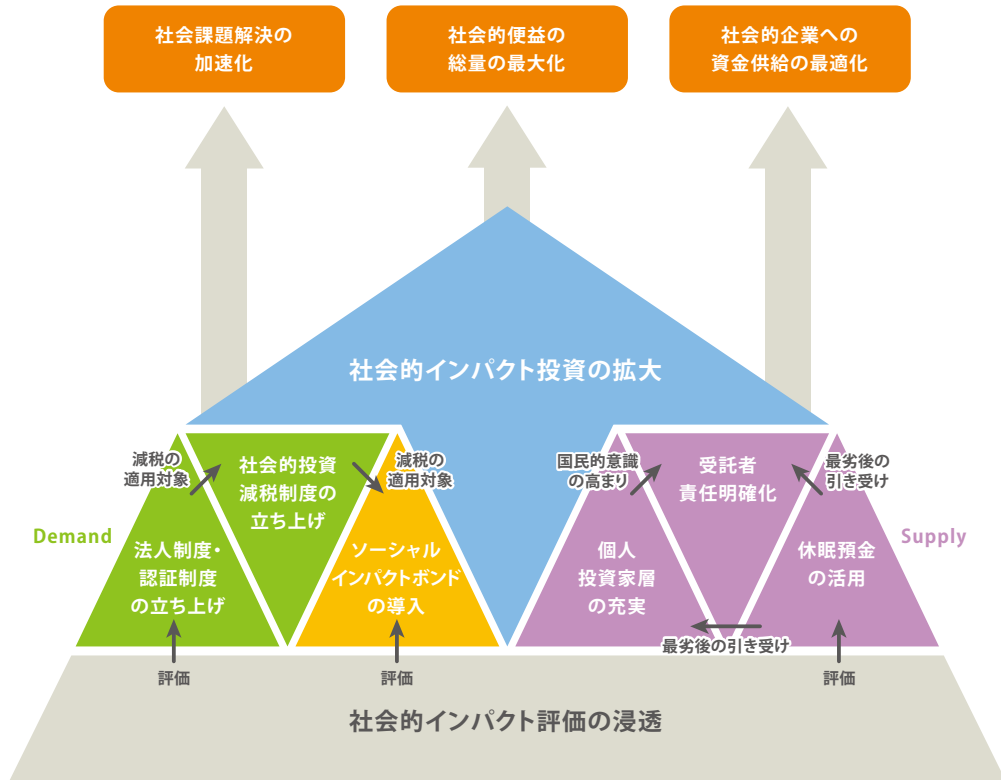 社会課題解決の
加速化
社会的便益の
総量の最大化
社会的企業への
資金供給の最適化
社会的インパクト投資の拡大
減税の
適用対象
社会的投資
減税制度の
立ち上げ
減税の
適用対象
国民的意識
の高まり
受託者
責任明確化
最劣後の
引き受け
Demand
法人制度・
認証制度
の立ち上げ
ソーシャル
インパクトボンド
の導入
個人
投資家層
の充実
休眠預金
の活用
Supply
最劣後の引き受け
評価
評価
評価
社会的インパクト評価の浸透